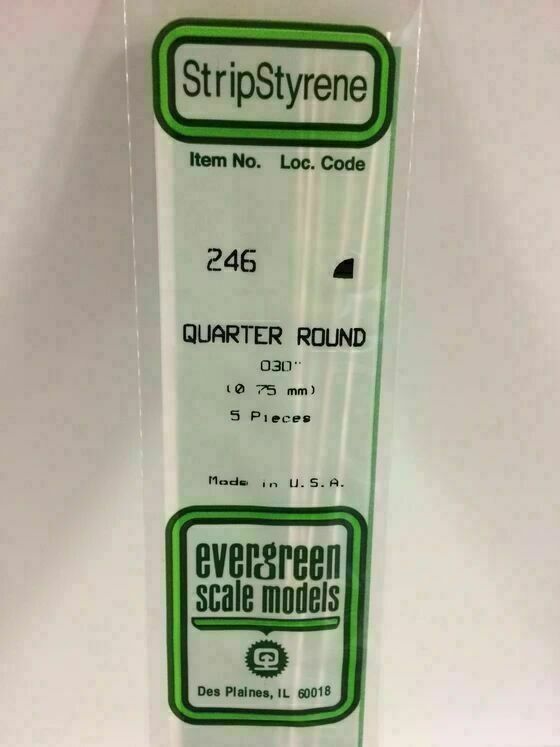 StripStyrene
Item No. Loc. Code
246
QUARTER ROUND
.030"
(0.75 mm)
5 Pieces
Made in U.S.A.
evergreen
scale models
Des Plaines, IL 60018